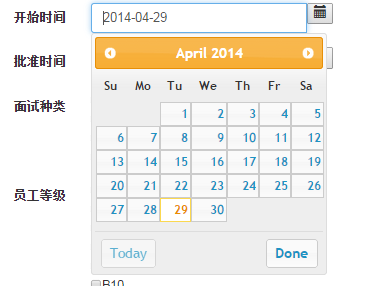 开始时间 2014-04-29
批准时间
April 2014
Su Mo Tu We Th Fr Sa
面试种类
1 2 3 4 5
6 7 8 9 10 11 12
13 14 15 16 17 18 19
员工等级
20 21 22 23 24 25 26
27 28 29 30
Today Done
B10